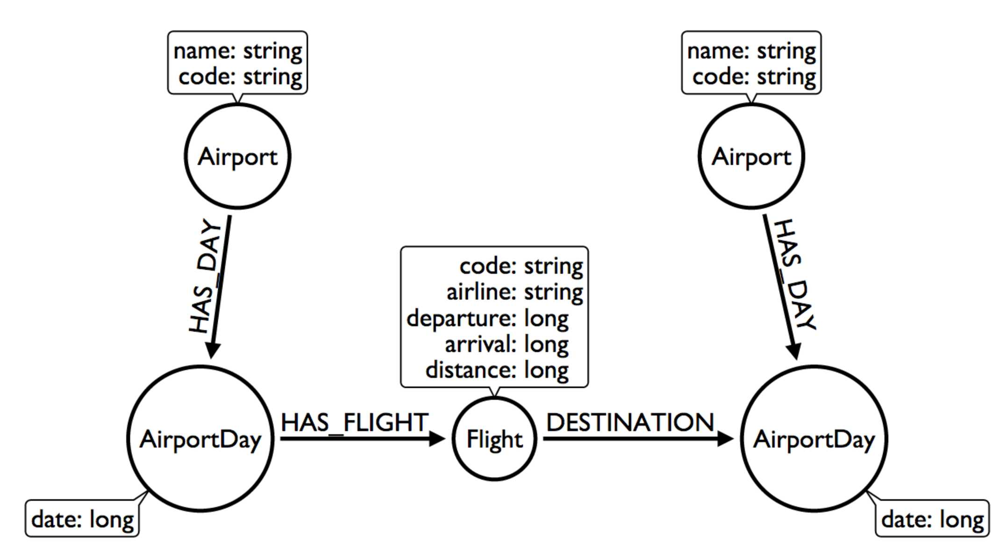 name: string
code: string
name: string
code: string
Airport
Airport
HAS_DAY
HAS_DAY
code: string
airline: string
departure: long
arrival: long
distance: long
AirportDay
HAS_FLIGHT
Flight
DESTINATION
AirportDay
date: long
date: long